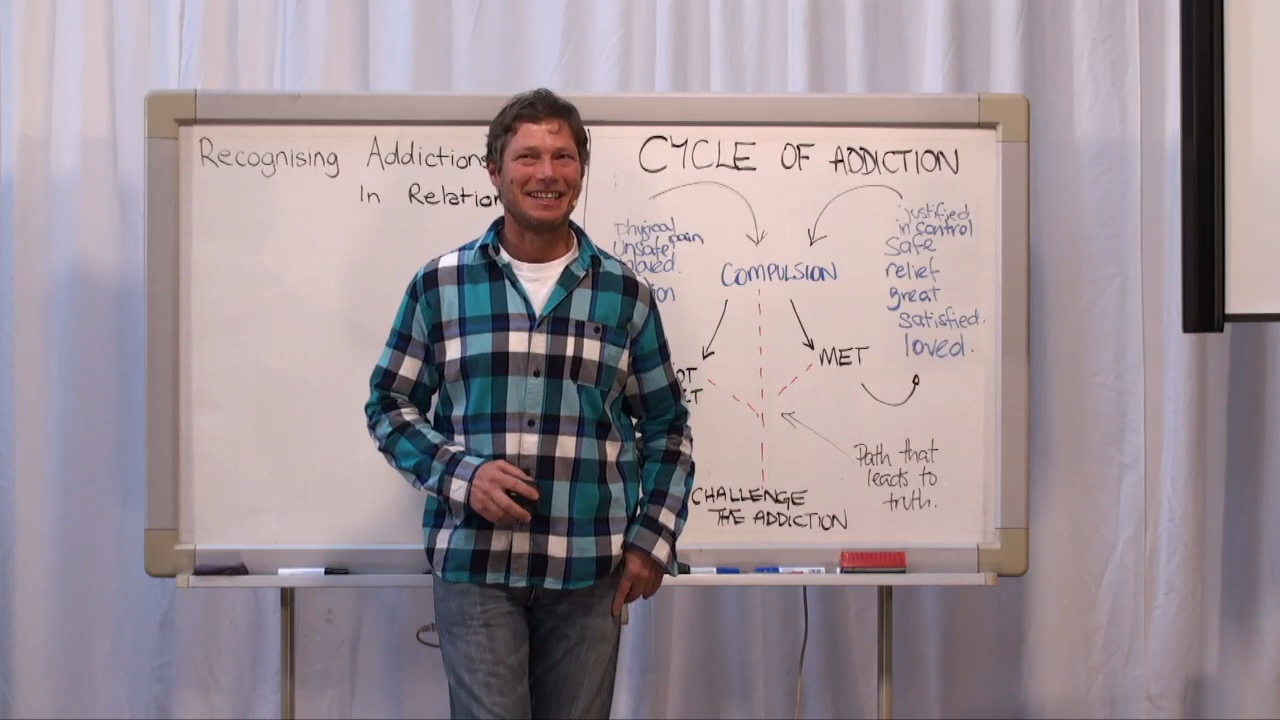 Recognising Addictions
In Relation
CYCLE OF ADDICTION
physical
pain
Unsafe,
COMPULSION
justified
in control
safe
relief
great
satisfied.
loved.
MET
Path that
leads to
truth.
CHALLENGE
THE ADDICTION